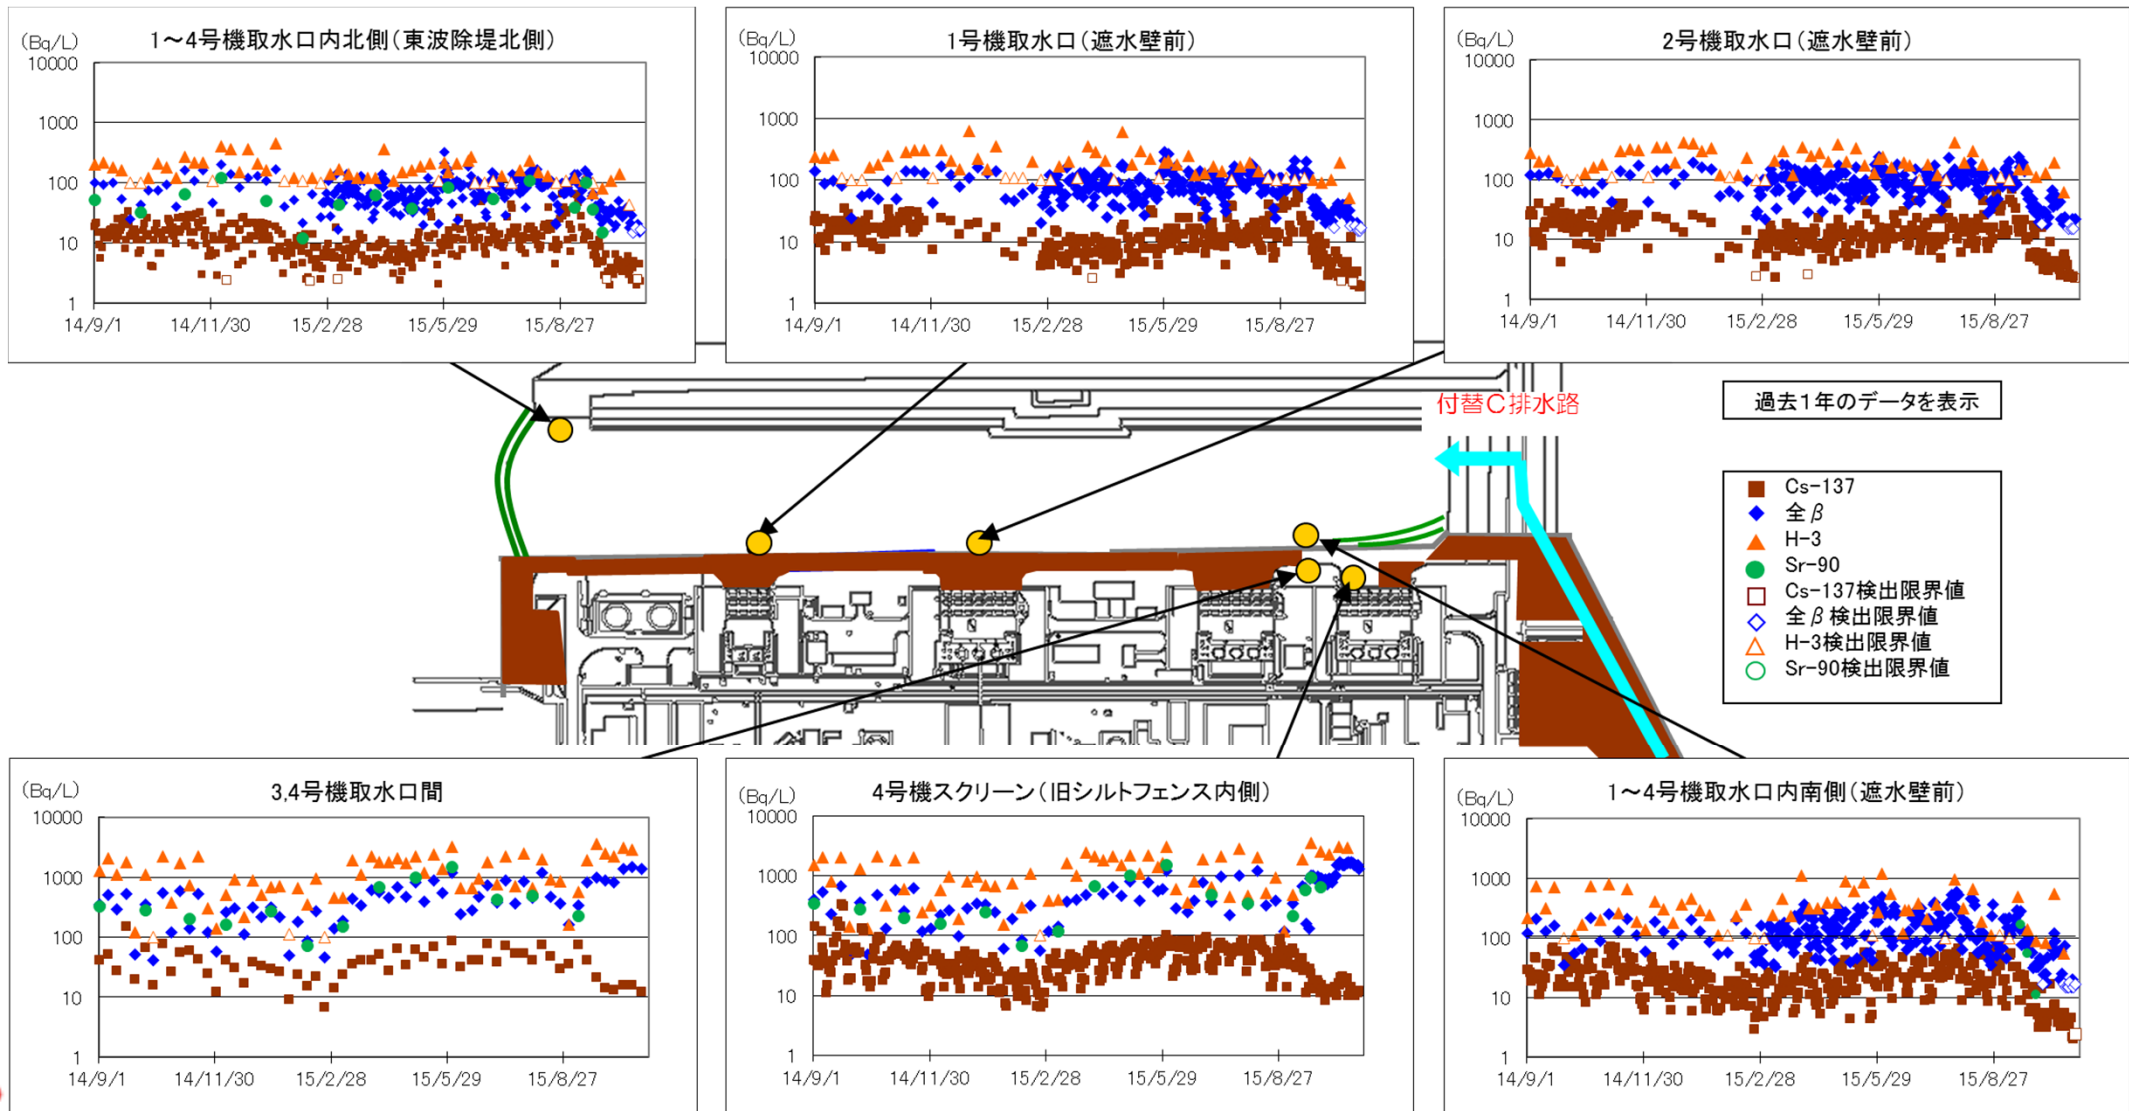 1～4号機取水口内北側（東波除堤北側）
(Bq/L)
10000
1000
100
10
1
14/9/1 14/11/30 15/2/28 15/5/29 15/8/27
1号機取水口（遮水壁前）
(Bq/L)
10000
1000
100
10
1
14/9/1 14/11/30 15/2/28 15/5/29 15/8/27
2号機取水口（遮水壁前）
(Bq/L)
10000
1000
100
10
1
14/9/1 14/11/30 15/2/28 15/5/29 15/8/27
付替C排水路
過去1年のデータを表示
Cs-137
全β
H-3
Sr-90
Cs-137検出限界値
全β検出限界値
H-3検出限界値
Sr-90検出限界値
3,4号機取水口間
(Bq/L)
10000
1000
100
10
1
14/9/1 14/11/30 15/2/28 15/5/29 15/8/27
4号機スクリーン（旧シルトフェンス内側）
(Bq/L)
10000
1000
100
10
1
14/9/1 14/11/30 15/2/28 15/5/29 15/8/27
1～4号機取水口内南側（遮水壁前）
(Bq/L)
10000
1000
100
10
1
14/9/1 14/11/30 15/2/28 15/5/29 15/8/27